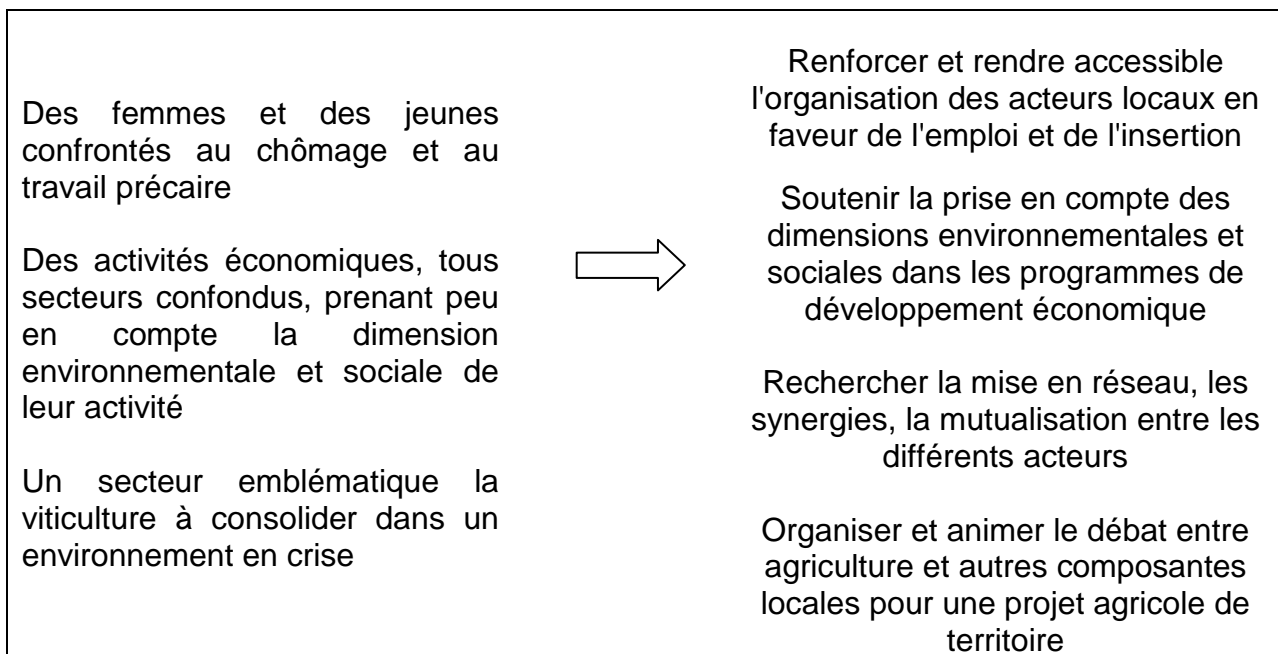 Des femmes et des jeunes
confrontés au chômage et au
travail précaire
Des activités économiques, tous
secteurs confondus, prenant peu
en compte la dimension
environnementale et sociale de
leur activité
Un secteur emblématique la
viticulture à consolider dans un
environnement en crise
Renforcer et rendre accessible
l'organisation des acteurs locaux en
faveur de l'emploi et de l'insertion
Soutenir la prise en compte des
dimensions environnementales et
sociales dans les programmes de
développement économique
Rechercher la mise en réseau, les
synergies, la mutualisation entre les
différents acteurs
Organiser et animer le débat entre
agriculture et autres composantes
locales pour une projet agricole de
territoire